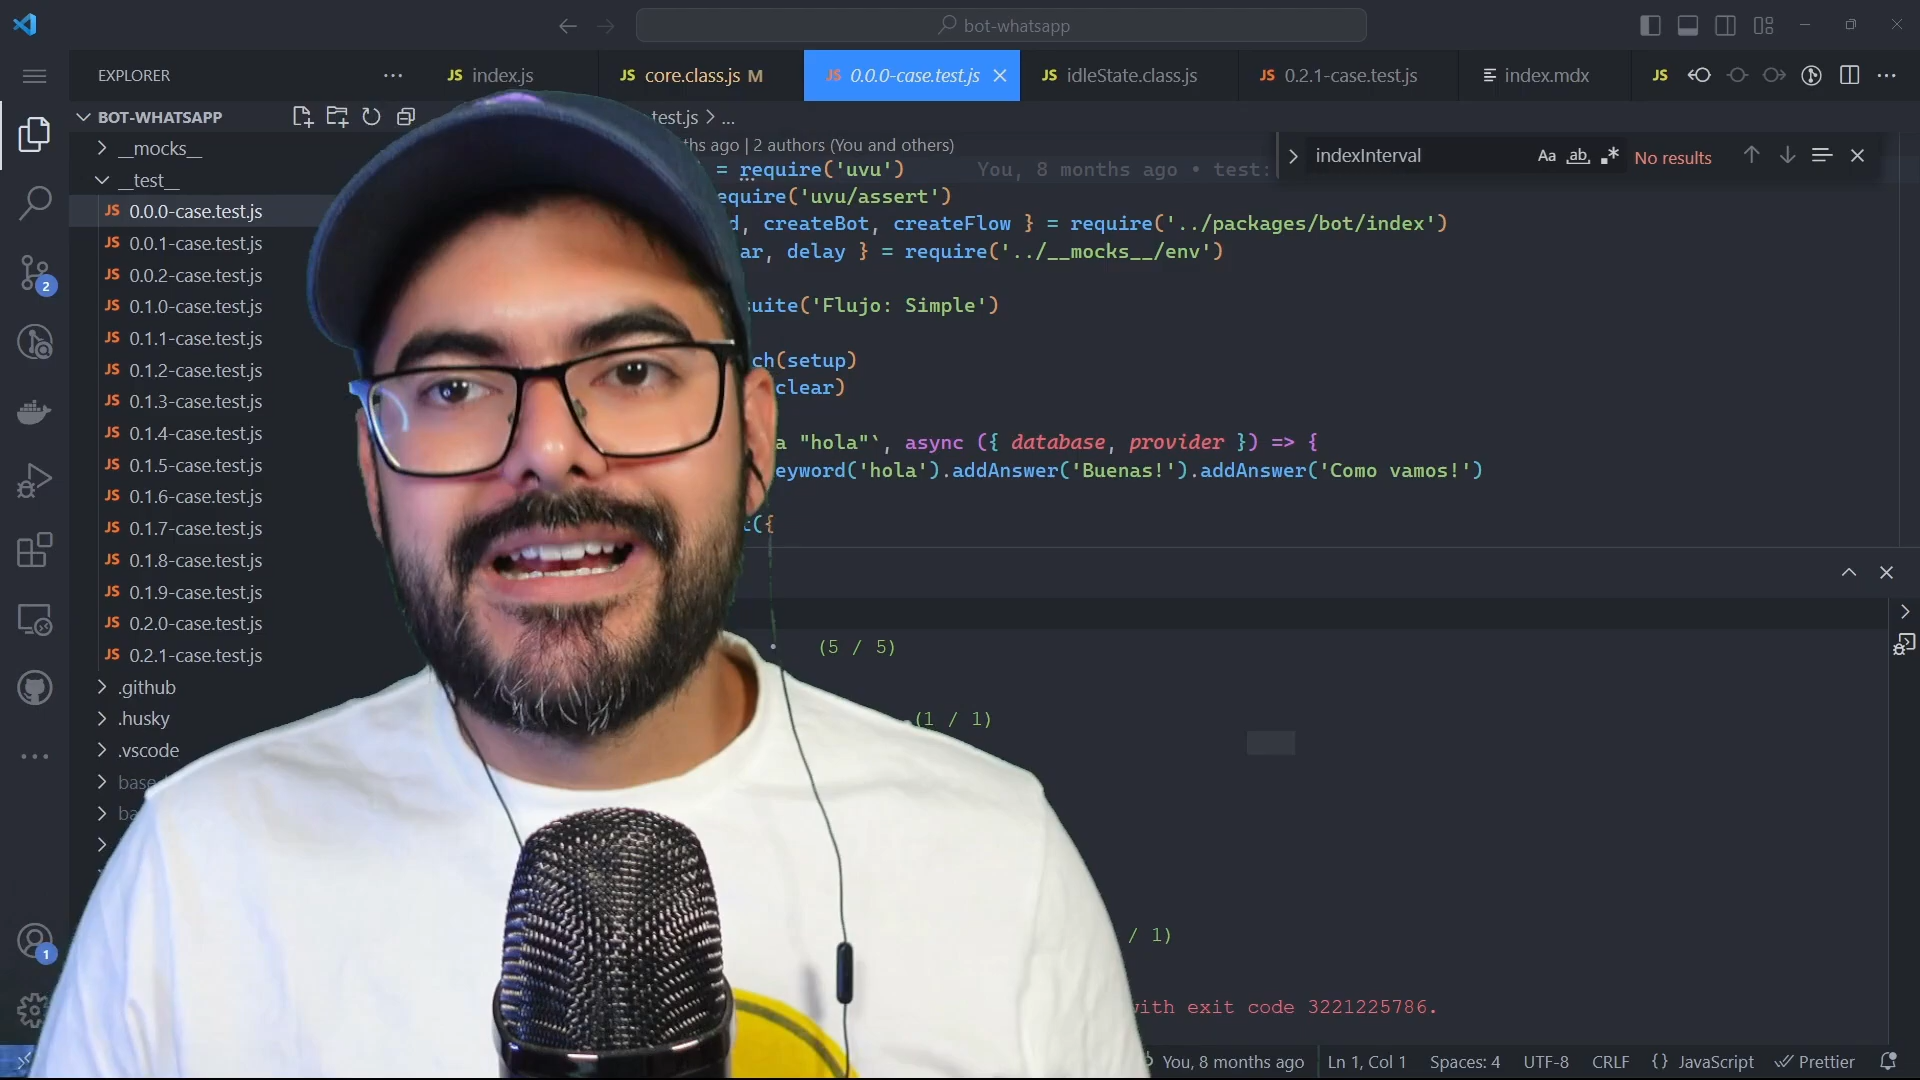 bot-whatsapp
EXPLORER
JS index.js
JS core.class.js M
JS 0.0.0-case.test.js
JS idleState.class.js
JS 0.2.1-case.test.js
index.mdx
JS
BOT-WHATSAPP
test.js > ...
__mocks__
__test__
JS 0.0.0-case.test.js
JS 0.0.1-case.test.js
JS 0.0.2-case.test.js
JS 0.1.0-case.test.js
JS 0.1.1-case.test.js
JS 0.1.2-case.test.js
JS 0.1.3-case.test.js
JS 0.1.4-case.test.js
JS 0.1.5-case.test.js
JS 0.1.6-case.test.js
JS 0.1.7-case.test.js
JS 0.1.8-case.test.js
JS 0.1.9-case.test.js
JS 0.2.0-case.test.js
JS 0.2.1-case.test.js
.github
.husky
.vscode
2
1
ago | 2 authors (You and others)
= require('uvu') You, 8 months ago • test:
equire('uvu/assert')
d, createBot, createFlow } = require('../packages/bot/index')
ar, delay } = require('../__mocks__/env')
suite('Flujo: Simple')
ch(setup)
clear)
a "hola"`, async ({ database, provider }) => {
eyword('hola').addAnswer('Buenas!').addAnswer('Como vamos!')
t({
indexInterval
Aa ab .*
No results
• (5 / 5)
(1 / 1)
/ 1)
with exit code 3221225786.
You, 8 months ago
Ln 1, Col 1
Spaces: 4
UTF-8
CRLF
{} JavaScript
Prettier